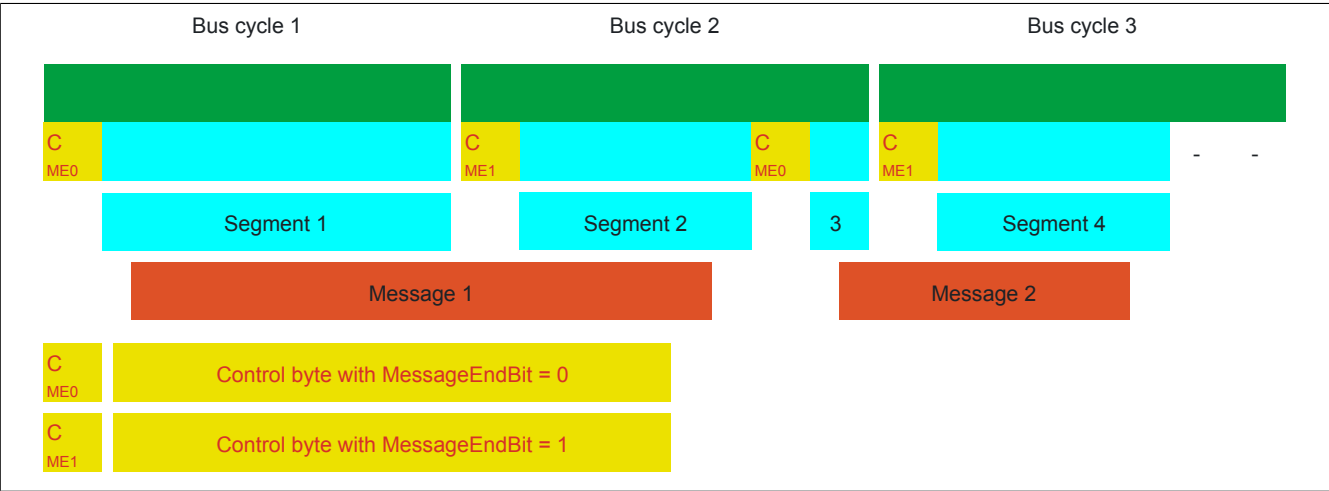 Bus cycle 1 Bus cycle 2 Bus cycle 3
C C C C
ME0 ME1 ME0 ME1 - -
Segment 1 Segment 2 3 Segment 4
Message 1 Message 2
C
ME0 Control byte with MessageEndBit = 0
C
ME1 Control byte with MessageEndBit = 1